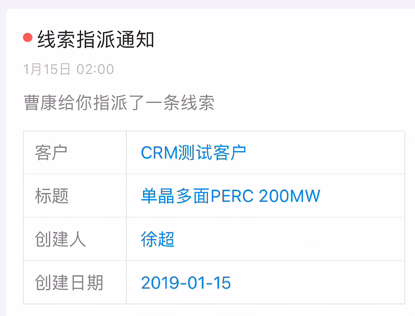 线索指派通知
1月15日 02:00
曹康给你指派了一条线索
客户 CRM测试客户
标题 单晶多面PERC 200MW
创建人 徐超
创建日期 2019-01-15